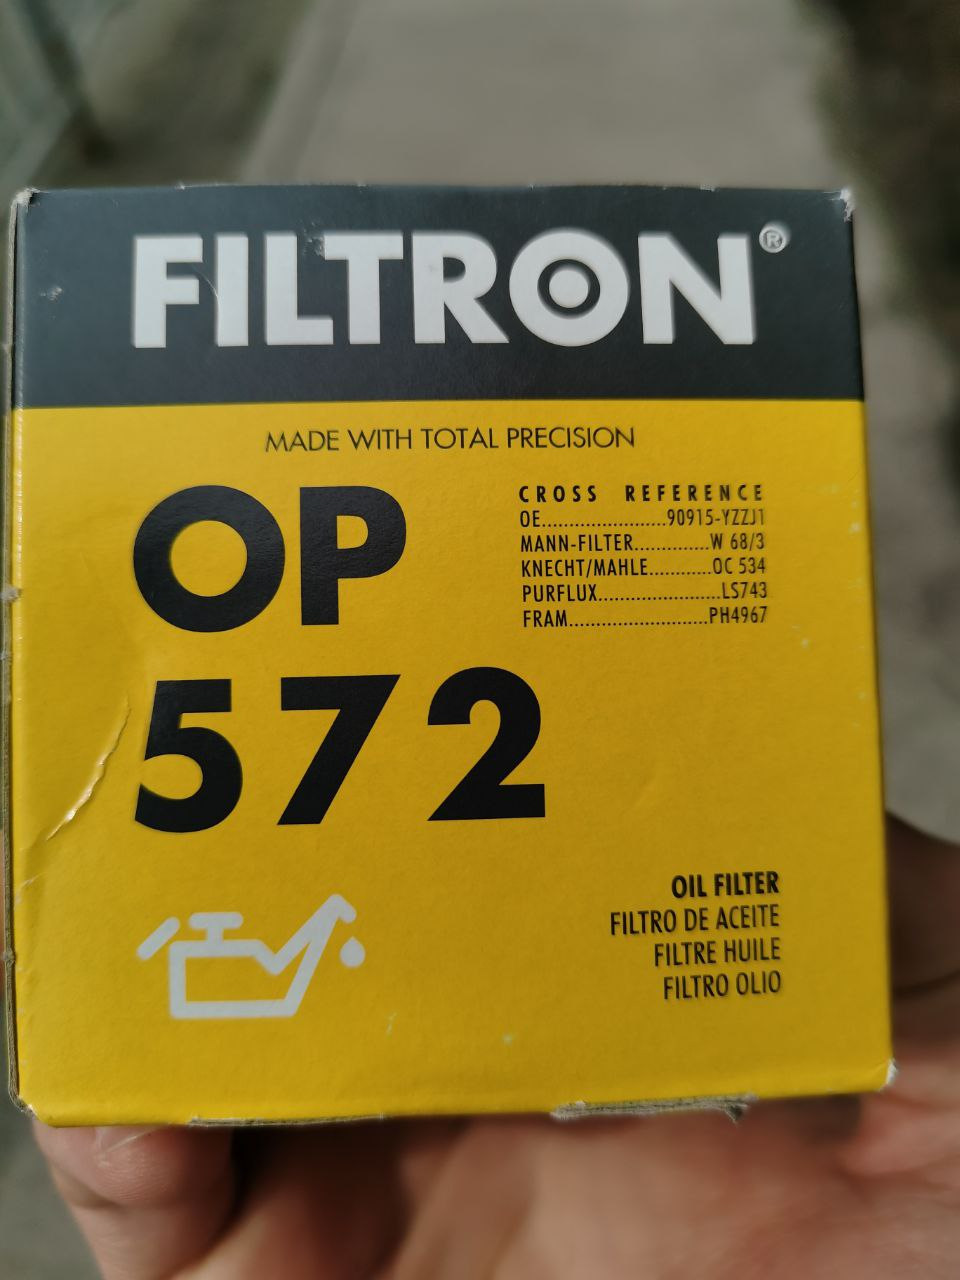 FILTRON®
MADE WITH TOTAL PRECISION
OP
572
CROSS REFERENCE
OE.......................90915-YZZJ1
MANN-FILTER..............W 68/3
KNECHT/MAHLE............OC 534
PURFLUX.......................LS743
FRAM..........................PH4967
OIL FILTER
FILTRO DE ACEITE
FILTRE HUILE
FILTRO OLIO